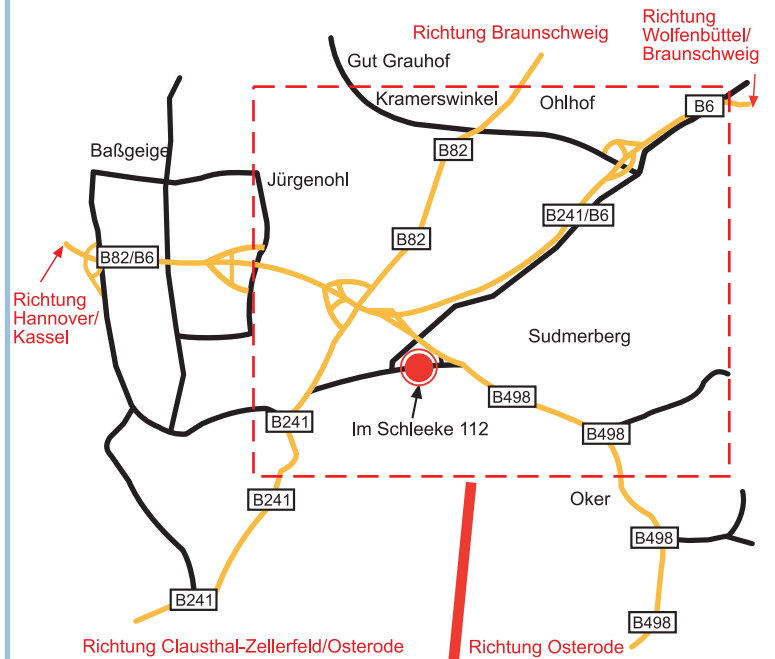 Richtung
Wolfenbüttel/
Braunschweig
Richtung Braunschweig
Gut Grauhof
Kramerswinkel
Ohlhof
B6
Baßgeige
B82
Jürgenohl
B241/B6
B82
B82/B6
Richtung
Hannover/
Kassel
Sudmerberg
B498
B241
Im Schleeke 112
B498
B241
Oker
B498
B241
B498
Richtung Clausthal-Zellerfeld/Osterode
Richtung Osterode